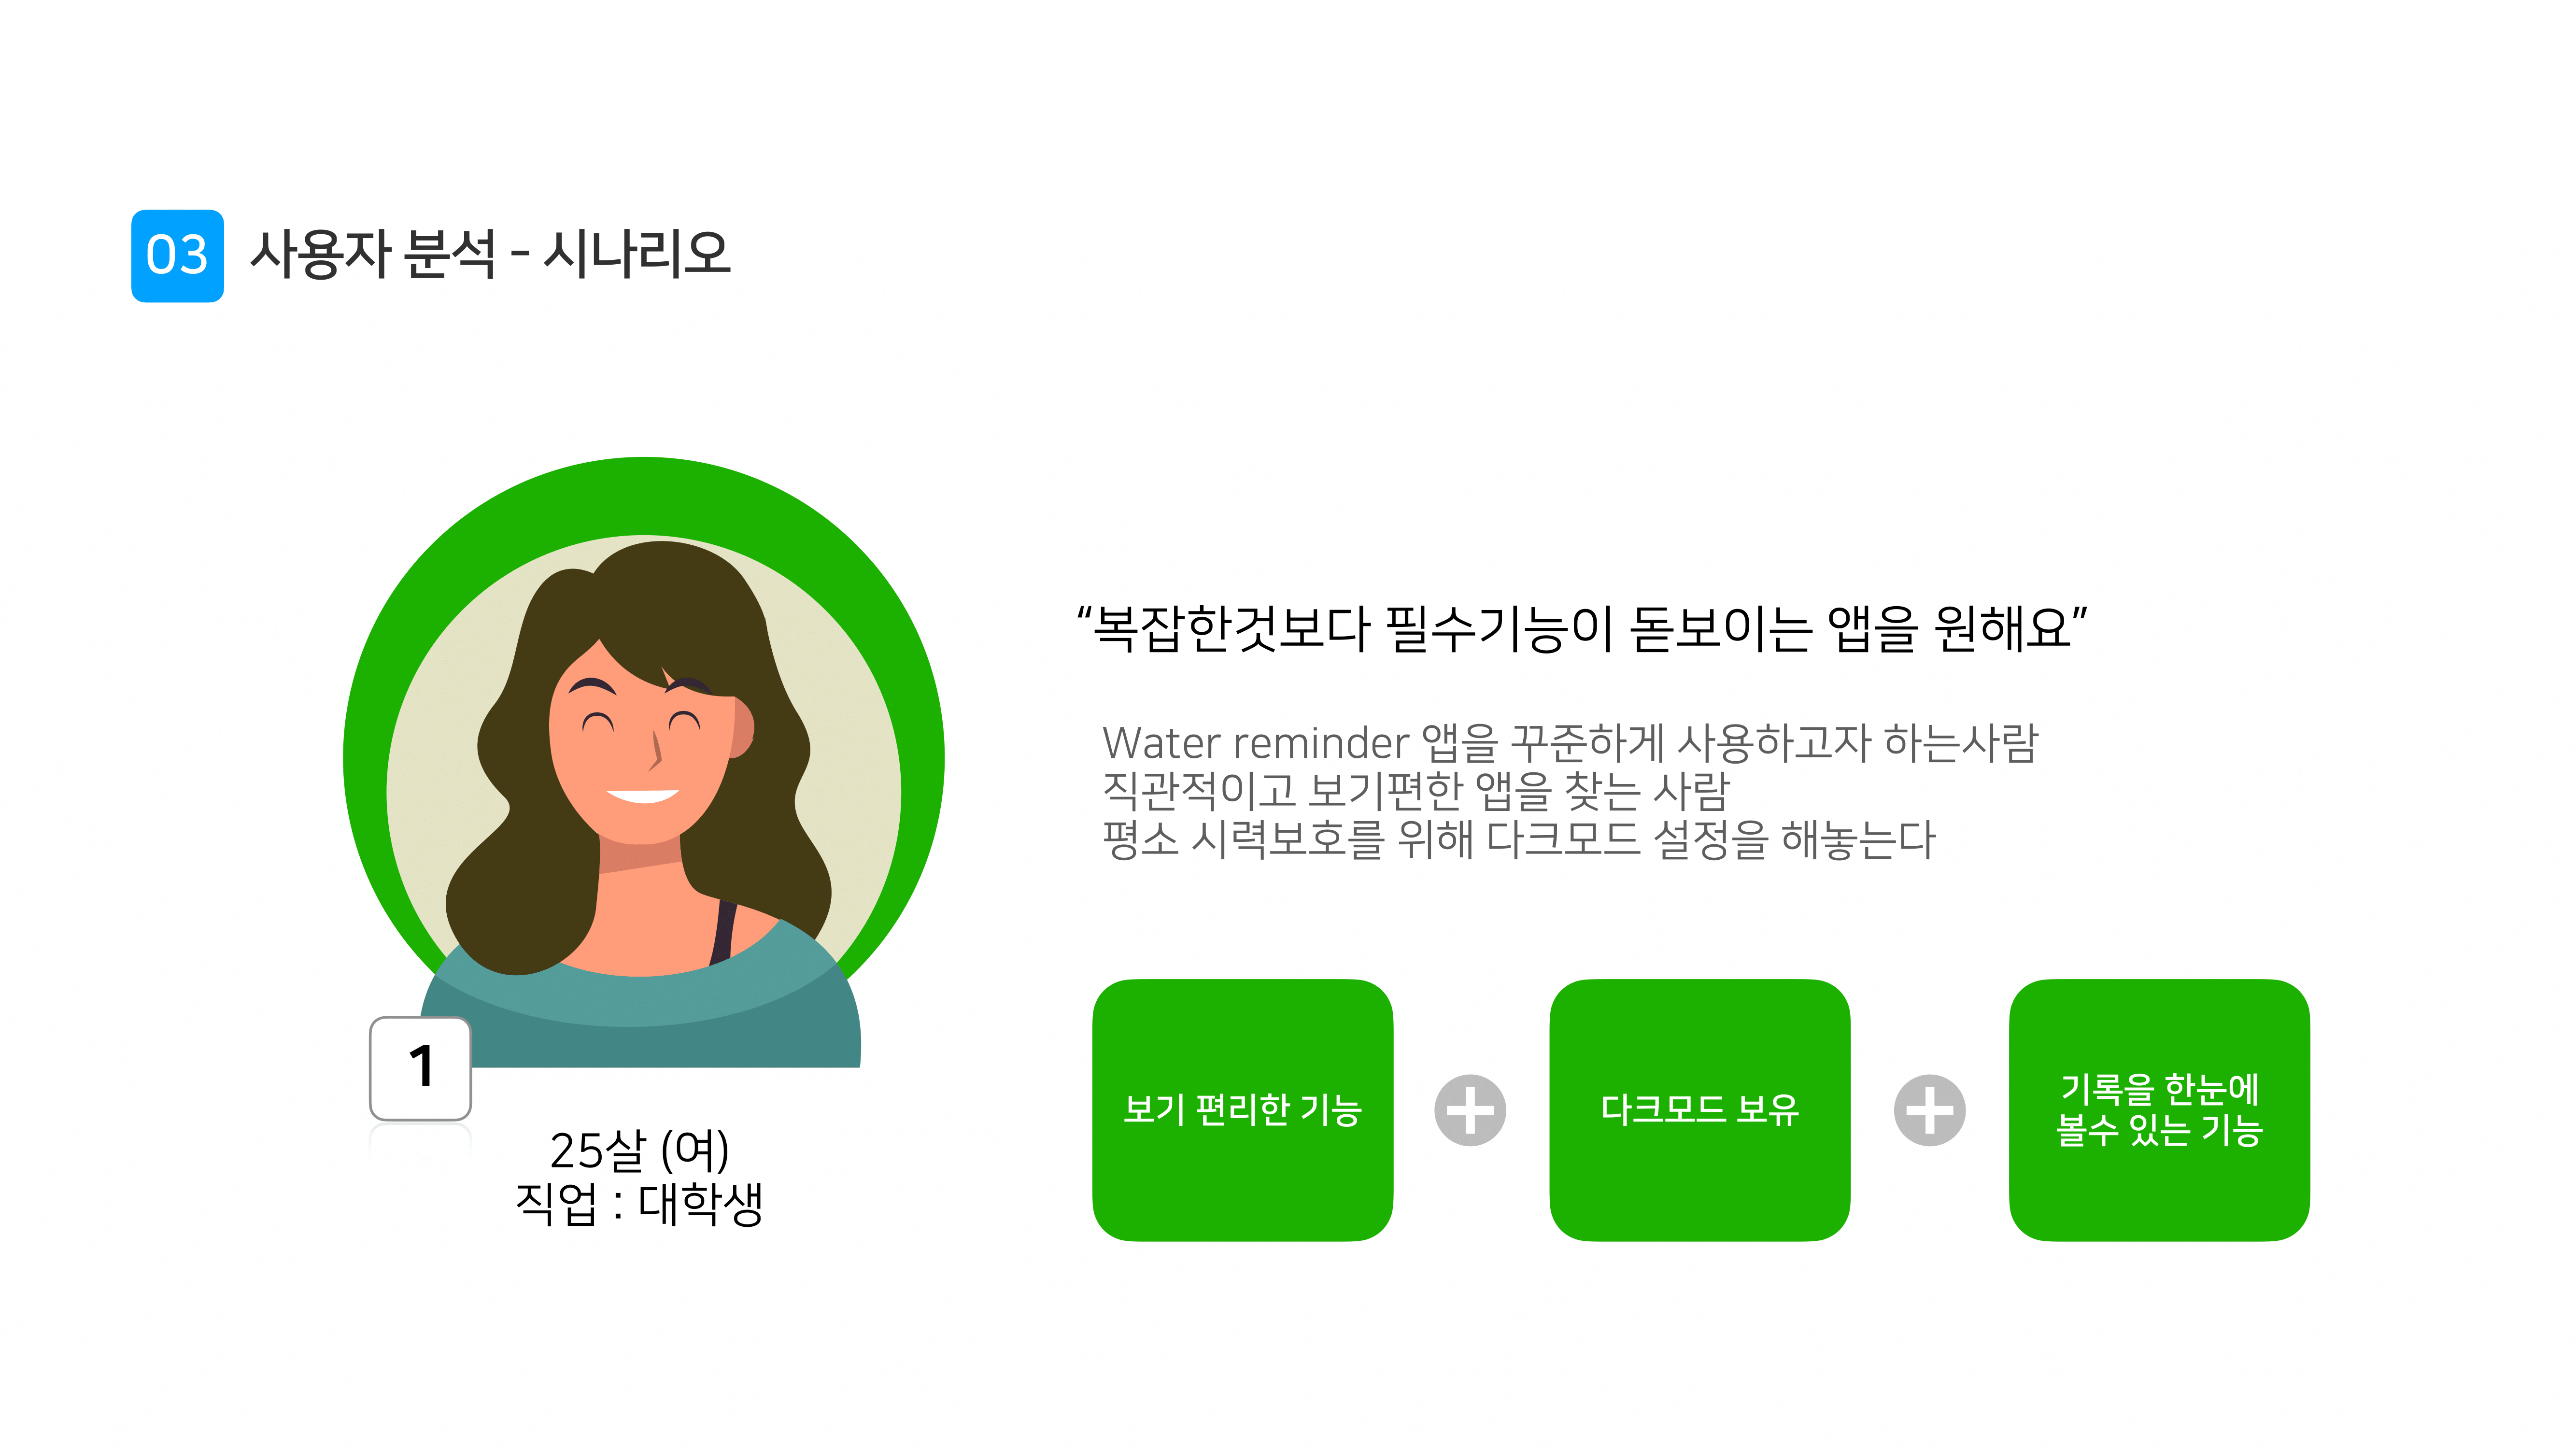 03 사용자 분석 - 시나리오
“복잡한것보다 필수기능이 돋보이는 앱을 원해요”
Water reminder 앱을 꾸준하게 사용하고자 하는사람
직관적이고 보기편한 앱을 찾는 사람
평소 시력보호를 위해 다크모드 설정을 해놓는다
1
25살 (여)
직업 : 대학생
보기 편리한 기능
다크모드 보유
기록을 한눈에
볼수 있는 기능